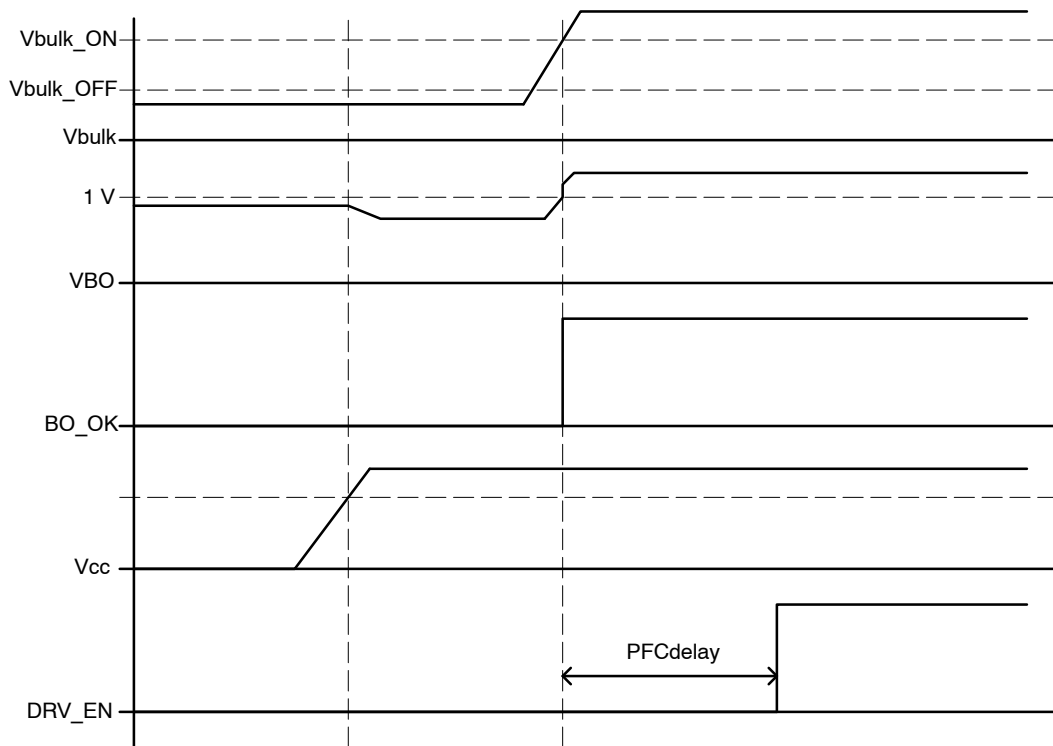 Vbulk_ON
Vbulk_OFF
Vbulk
1 V
VBO
BO_OK
Vcc
PFCdelay
DRV_EN